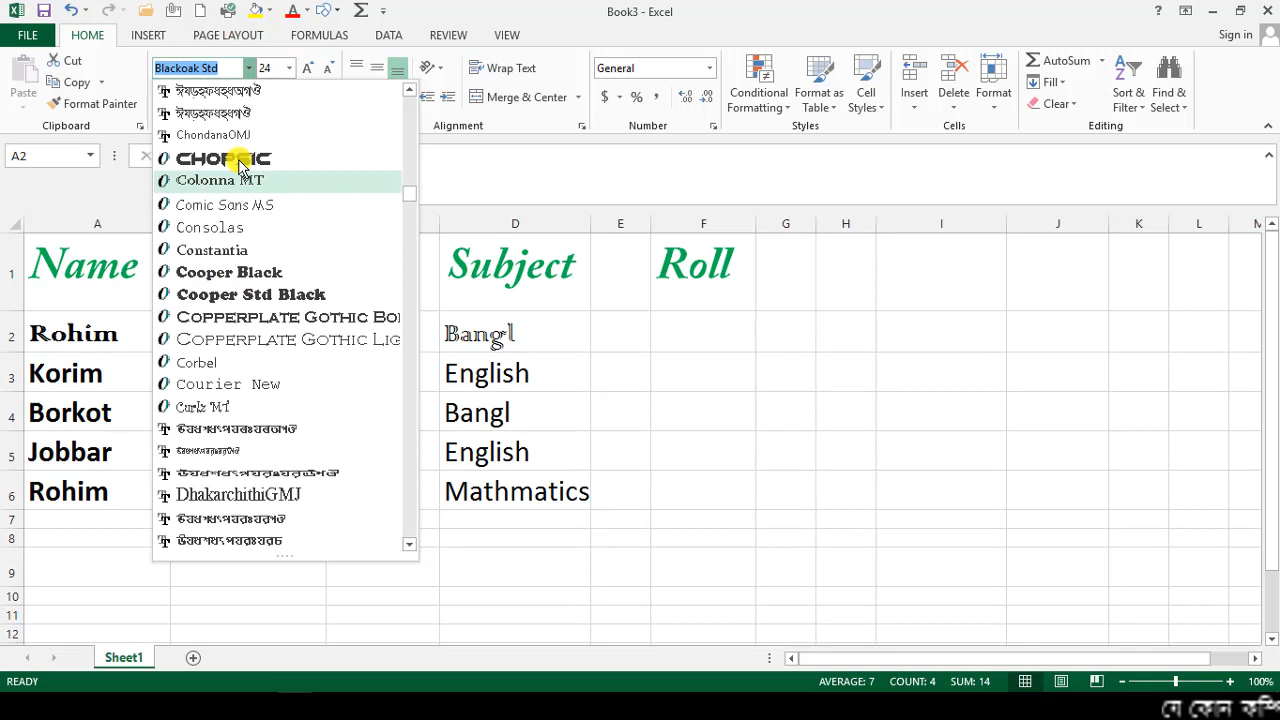 Book3 - Excel
FILE HOME INSERT PAGE LAYOUT FORMULAS DATA REVIEW VIEW Sign in
Paste Cut Copy Format Painter Clipboard
Blackoak Std 24
Wrap Text Merge & Center Alignment
General $ % , Number
Conditional Formatting Format as Table Cell Styles Styles
Insert Delete Format Cells
AutoSum Fill Clear Sort & Filter Find & Select Editing
A2
ChondanaOMJ
CHOPSIC
Colonna MT
Comic Sans MS
Consolas
Constantia
Cooper Black
Cooper Std Black
COPPERPLATE GOTHIC BOL
COPPERPLATE GOTHIC LIG
Corbel
Courier New
Curlz MT
DhakarchithiGMJ
A D E F G H I J K L M
1 Name Subject Roll
2 Rohim Bangl
3 Korim English
4 Borkot Bangl
5 Jobbar English
6 Rohim Mathmatics
7
8
9
10
11
12
Sheet1
READY AVERAGE: 7 COUNT: 4 SUM: 14 100%
যে কোন কম্পি